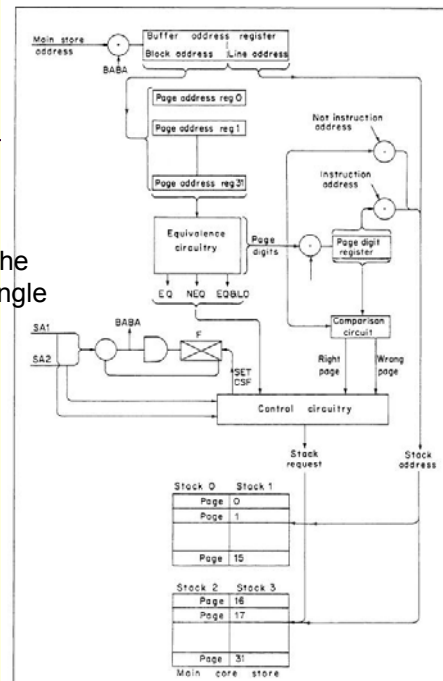 Main store address
BABA
Buffer address register
Block address Line address
Page address reg 0
Page address reg 1
Page address reg 31
Not instruction address
Instruction address
Equivalence circuitry
Page digits
Page digit register
he
ngle
EQ NEQ EQ&LO
Comparison circuit
SA1
SA2
BABA
F
SET CSF
Right page
Wrong page
Control circuitry
Stack request
Stack address
Stack 0 Stack 1
Page 0
Page 1
Page 15
Stack 2 Stack 3
Page 16
Page 17
Page 31
Main core store